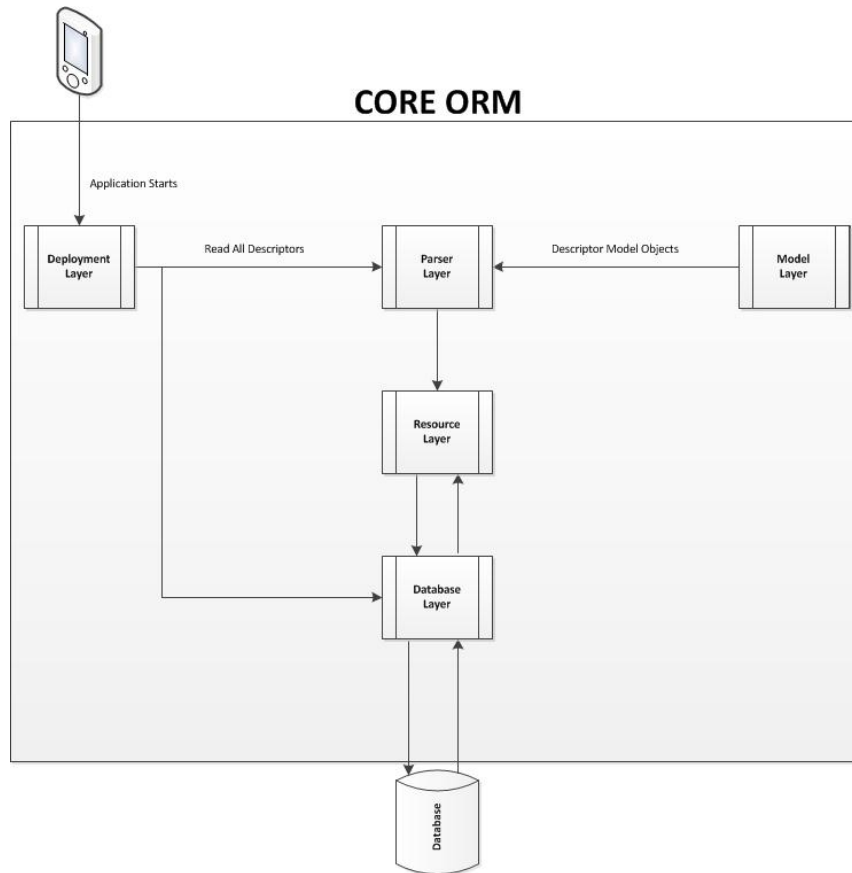 CORE ORM
Application Starts
Deployment
Layer
Read All Descriptors
Parser
Layer
Descriptor Model Objects
Model
Layer
Resource
Layer
Database
Layer
Database